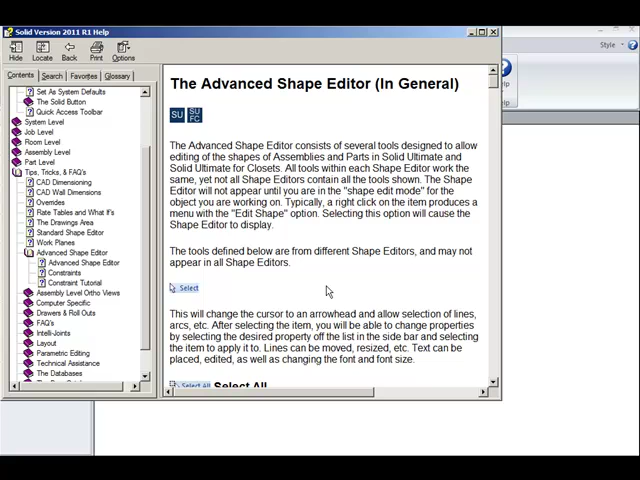 Solid Version 2011 R1 Help
Style
Hide Locate Back Print Options
Contents Search Favorites Glossary
Set As System Defaults
The Solid Button
Quick Access Toolbar
System Level
Job Level
Room Level
Assembly Level
Part Level
Tips, Tricks, & FAQ's
CAD Dimensioning
CAD Wall Dimensions
Overrides
Rate Tables and What If's
The Drawings Area
Standard Shape Editor
Work Planes
Advanced Shape Editor
Advanced Shape Editor
Constraints
Constraint Tutorial
Assembly Level Ortho Views
Computer Specific
Drawers & Roll Outs
FAQ's
Intelli-Joints
Layout
Parametric Editing
Technical Assistance
The Databases
The Advanced Shape Editor (In General)
SU SU FC
The Advanced Shape Editor consists of several tools designed to allow
editing of the shapes of Assemblies and Parts in Solid Ultimate and
Solid Ultimate for Closets. All tools within each Shape Editor work the
same, yet not all Shape Editors contain all the tools shown. The Shape
Editor will not appear until you are in the "shape edit mode" for the
object you are working on. Typically, a right click on the item produces a
menu with the "Edit Shape" option. Selecting this option will cause the
Shape Editor to display.
The tools defined below are from different Shape Editors, and may not
appear in all Shape Editors.
Select
This will change the cursor to an arrowhead and allow selection of lines,
arcs, etc. After selecting the item, you will be able to change properties
by selecting the desired property off the list in the side bar and selecting
the item to apply it to. Lines can be moved, resized, etc. Text can be
placed, edited, as well as changing the font and font size.
Select All Select All